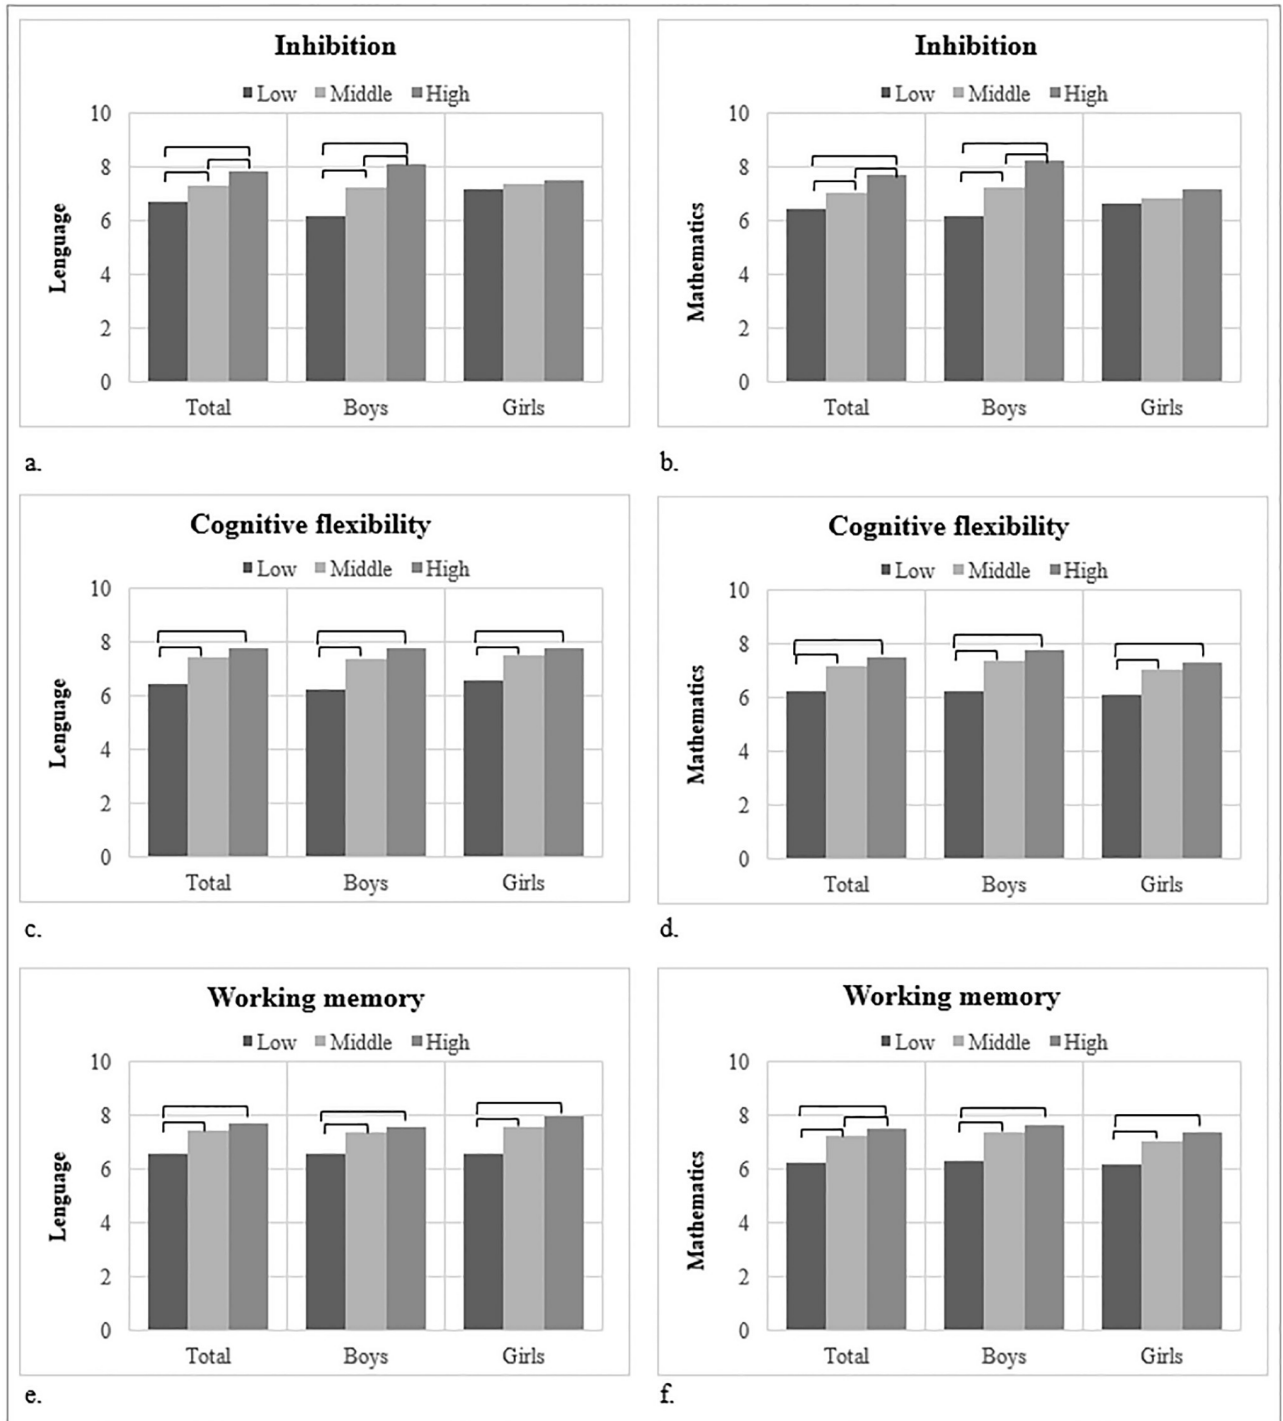 Inhibition
Low Middle High
10
8
6
4
2
0
Lenguage
Total Boys Girls
a.
Inhibition
Low Middle High
10
8
6
4
2
0
Mathematics
Total Boys Girls
b.
Cognitive flexibility
Low Middle High
10
8
6
4
2
0
Lenguage
Total Boys Girls
c.
Cognitive flexibility
Low Middle High
10
8
6
4
2
0
Mathematics
Total Boys Girls
d.
Working memory
Low Middle High
10
8
6
4
2
0
Lenguage
Total Boys Girls
e.
Working memory
Low Middle High
10
8
6
4
2
0
Mathematics
Total Boys Girls
f.